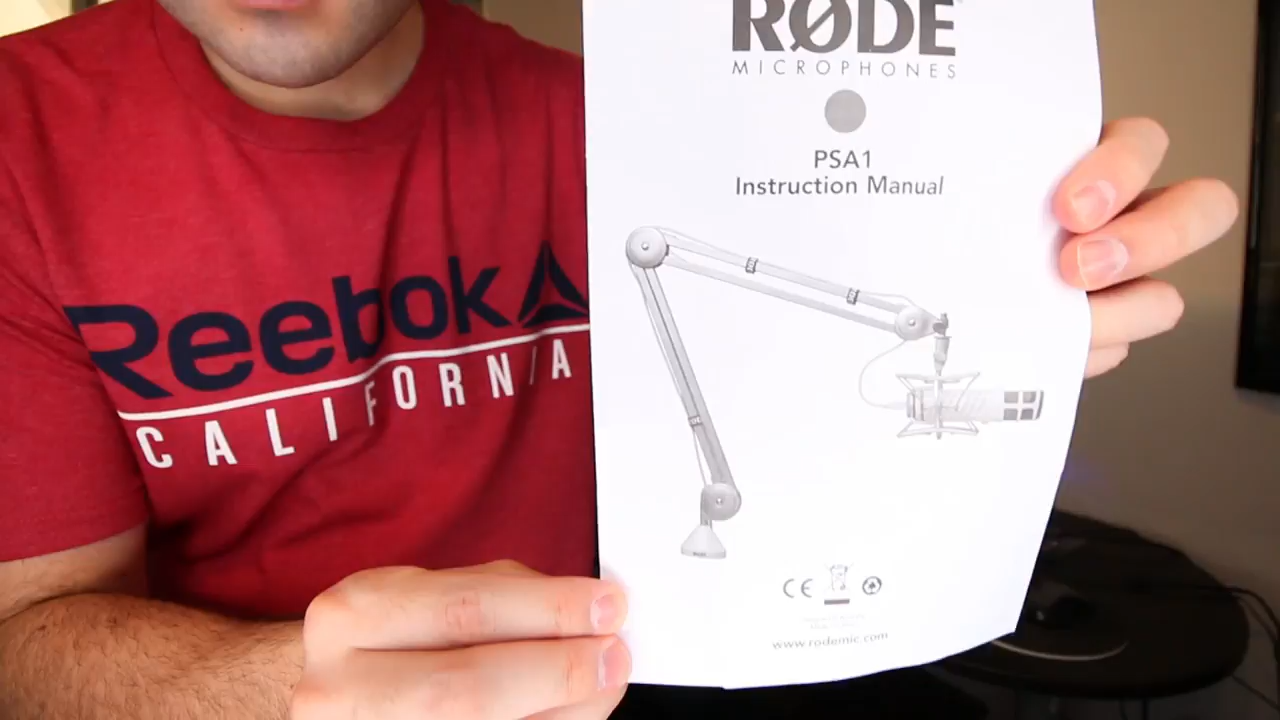 RØDE
MICROPHONES
PSA1
Instruction Manual
Reebok
CALIFORNIA
CE
www.rodemic.com